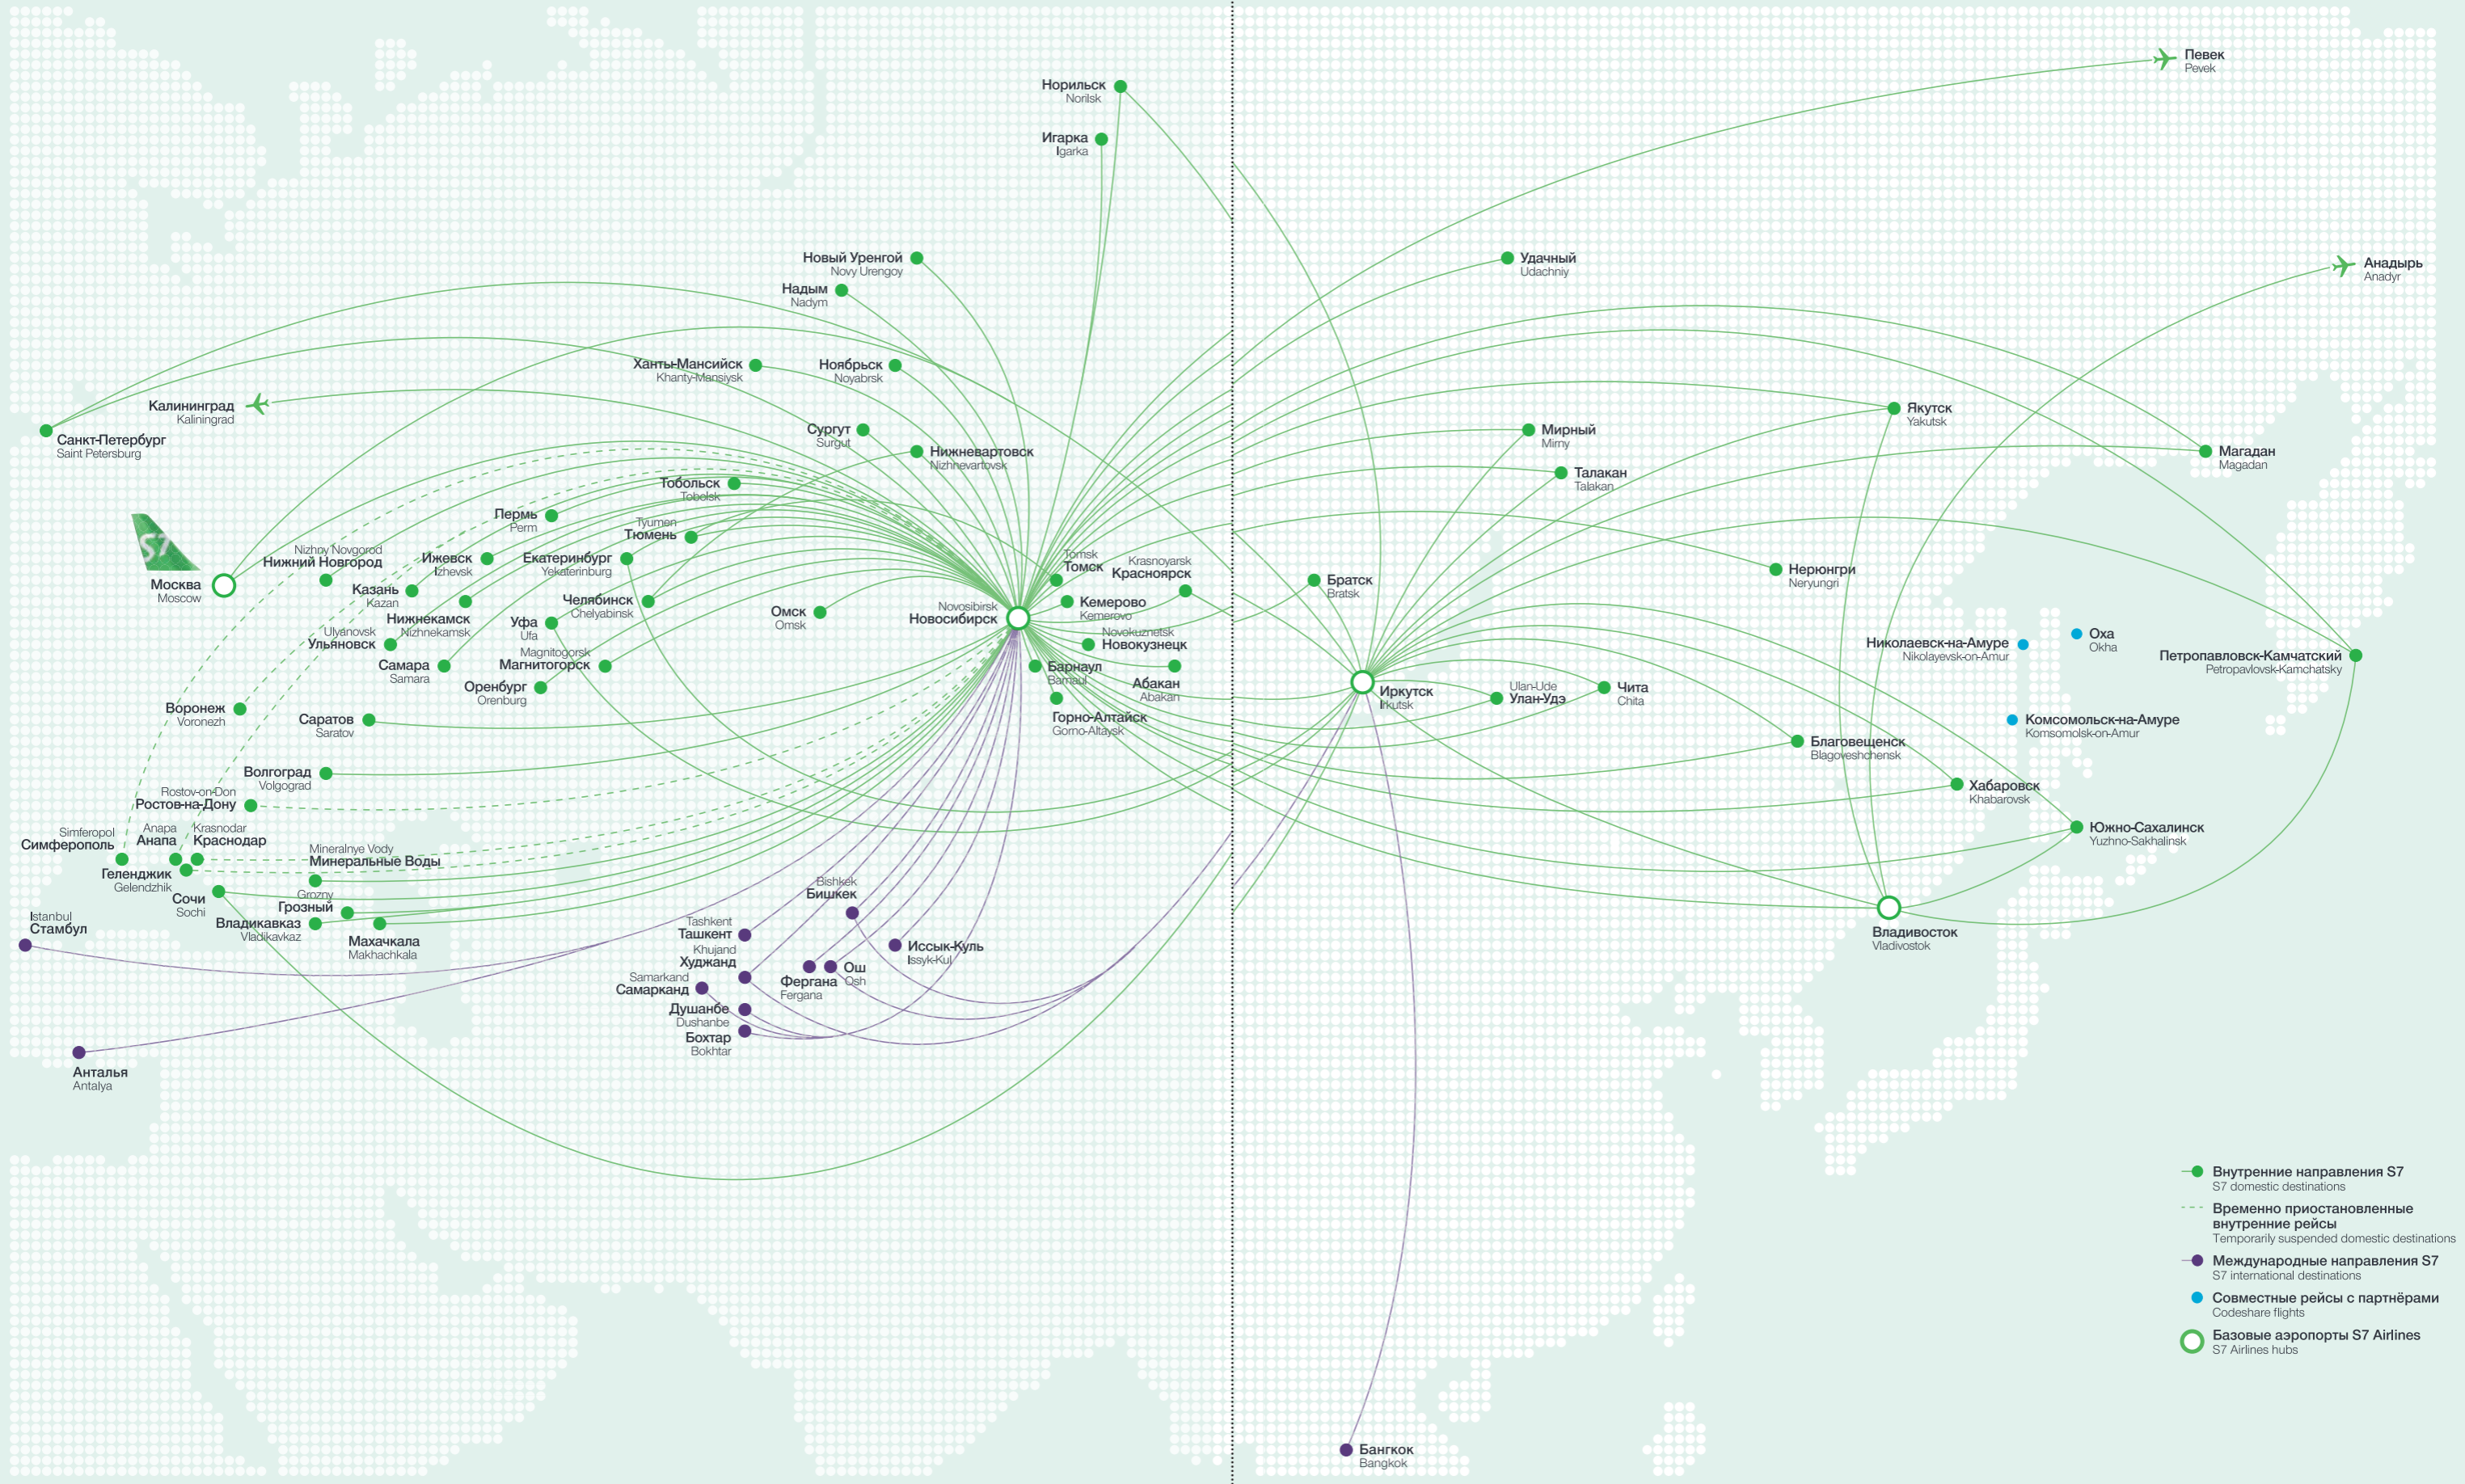 Певек
Pevek
Норильск
Norilsk
Игарка
Igarka
Новый Уренгой
Novy Urengoy
Надым
Nadym
Удачный
Udachniy
Анадырь
Anadyr
Ханты-Мансийск
Khanty-Mansiysk
Ноябрьск
Noyabrsk
Калининград
Kaliningrad
Санкт-Петербург
Saint Petersburg
Сургут
Surgut
Нижневартовск
Nizhnevartovsk
Якутск
Yakutsk
Мирный
Mirny
Талакан
Talakan
Магадан
Magadan
Тобольск
Tobolsk
Пермь
Perm
Tyumen
Тюмень
S7
Москва
Moscow
Nizhny Novgorod
Нижний Новгород
Ижевск
Izhevsk
Екатеринбург
Yekaterinburg
Казань
Kazan
Нижнекамск
Nizhnekamsk
Челябинск
Chelyabinsk
Уфа
Ufa
Омск
Omsk
Novosibirsk
Новосибирск
Tomsk
Томск
Krasnoyarsk
Красноярск
Кемерово
Kemerovo
Novokuznetsk
Новокузнецк
Братск
Bratsk
Нерюнгри
Neryungri
Ulyanovsk
Ульяновск
Самара
Samara
Magnitogorsk
Магнитогорск
Оренбург
Orenburg
Барнаул
Barnaul
Абакан
Abakan
Горно-Алтайск
Gorno-Altaysk
Иркутск
Irkutsk
Ulan-Ude
Улан-Удэ
Чита
Chita
Николаевск-на-Амуре
Nikolayevsk-on-Amur
Оха
Okha
Петропавловск-Камчатский
Petropavlovsk-Kamchatsky
Комсомольск-на-Амуре
Komsomolsk-on-Amur
Благовещенск
Blagoveshchensk
Хабаровск
Khabarovsk
Южно-Сахалинск
Yuzhno-Sakhalinsk
Владивосток
Vladivostok
Воронеж
Voronezh
Саратов
Saratov
Волгоград
Volgograd
Rostov-on-Don
Ростов-на-Дону
Simferopol
Симферополь
Anapa
Анапа
Krasnodar
Краснодар
Геленджик
Gelendzhik
Mineralnye Vody
Минеральные Воды
Сочи
Sochi
Grozny
Грозный
Владикавказ
Vladikavkaz
Махачкала
Makhachkala
Istanbul
Стамбул
Анталья
Antalya
Bishkek
Бишкек
Tashkent
Ташкент
Khujand
Худжанд
Иссык-Куль
Issyk-Kul
Samarkand
Самарканд
Фергана
Fergana
Ош
Osh
Душанбе
Dushanbe
Бохтар
Bokhtar
Бангкок
Bangkok
Внутренние направления S7
S7 domestic destinations
Временно приостановленные
внутренние рейсы
Temporarily suspended domestic destinations
Международные направления S7
S7 international destinations
Совместные рейсы с партнёрами
Codeshare flights
Базовые аэропорты S7 Airlines
S7 Airlines hubs